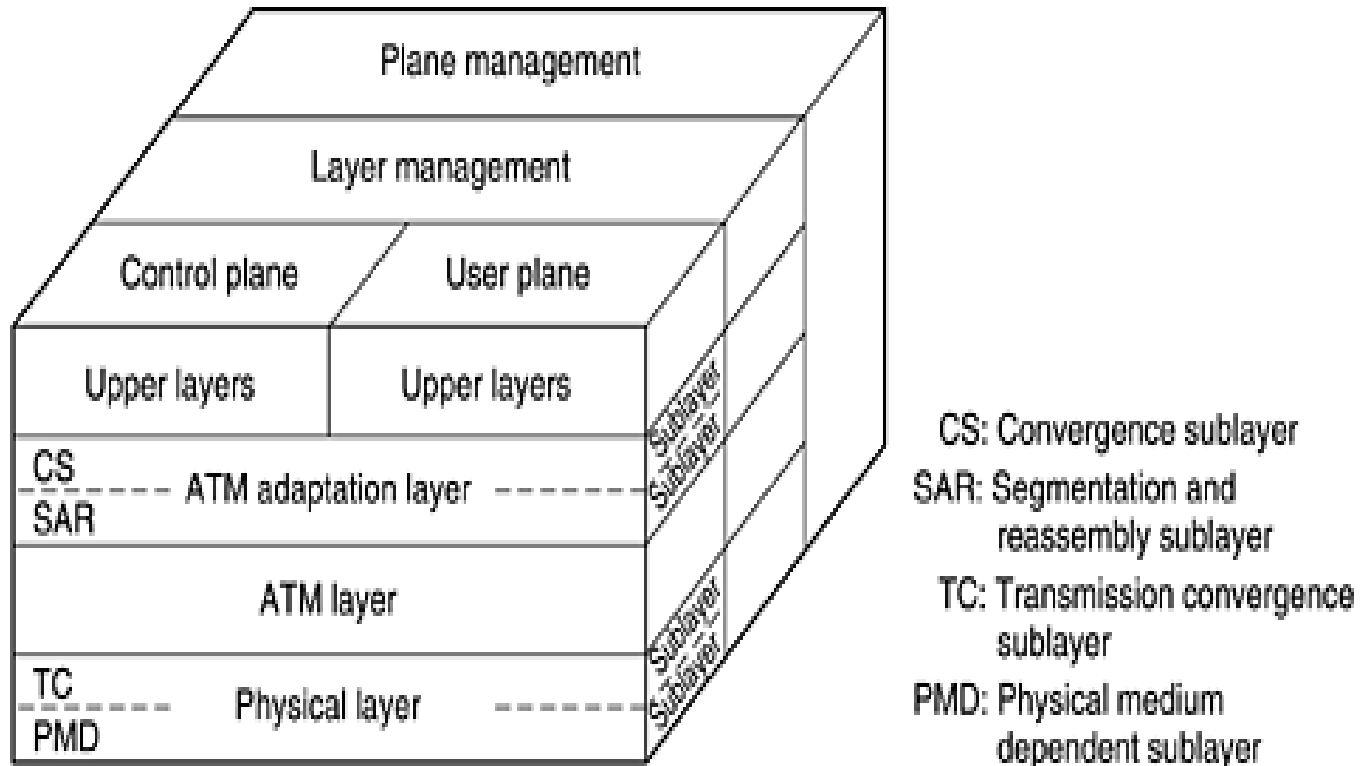 Plane management
Layer management
Control plane
User plane
Upper layers
Upper layers
CS
ATM adaptation layer
SAR
Sublayer
Sublayer
ATM layer
TC
Physical layer
PMD
Sublayer
Sublayer
CS: Convergence sublayer
SAR: Segmentation and
reassembly sublayer
TC: Transmission convergence
sublayer
PMD: Physical medium
dependent sublayer